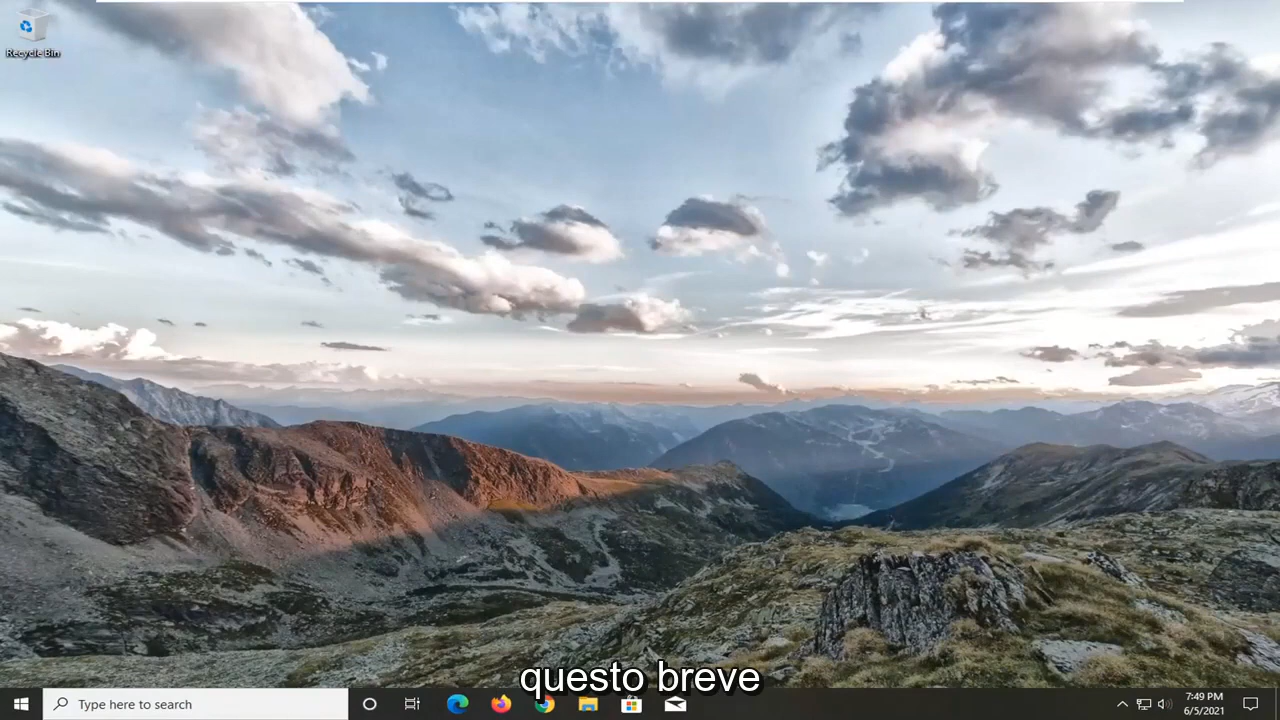 Recycle Bin
questo breve
Type here to search
7:49 PM
6/5/2021